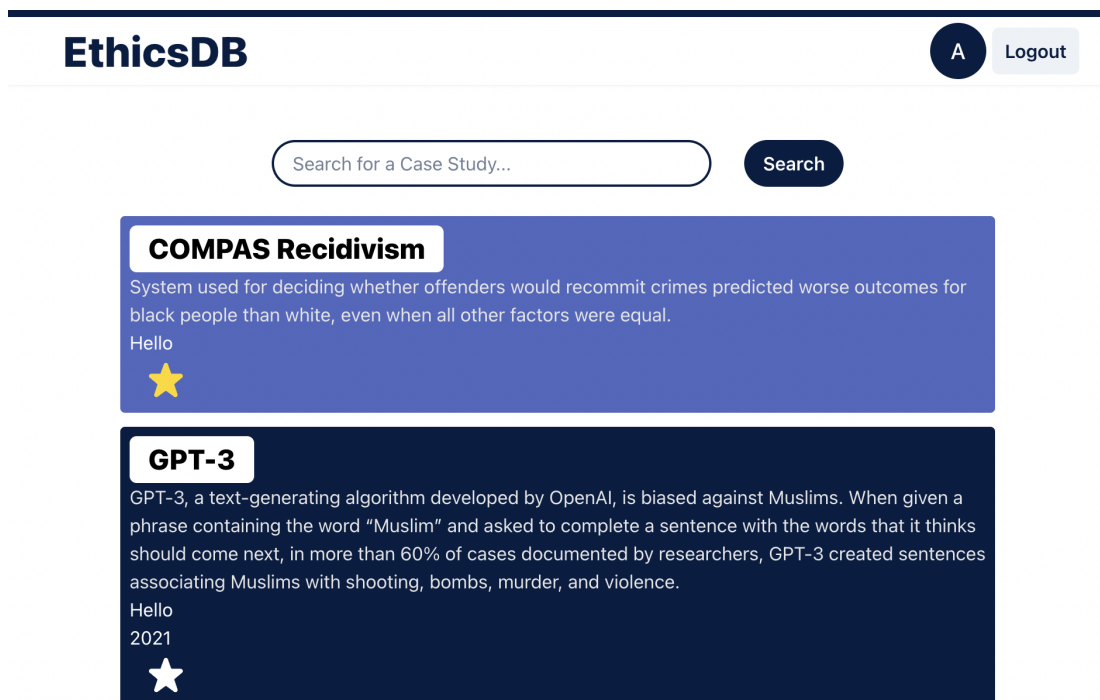 EthicsDB
A
Logout
Search for a Case Study...
Search
COMPAS Recidivism
System used for deciding whether offenders would recommit crimes predicted worse outcomes for
black people than white, even when all other factors were equal.
Hello
GPT-3
GPT-3, a text-generating algorithm developed by OpenAI, is biased against Muslims. When given a
phrase containing the word “Muslim” and asked to complete a sentence with the words that it thinks
should come next, in more than 60% of cases documented by researchers, GPT-3 created sentences
associating Muslims with shooting, bombs, murder, and violence.
Hello
2021